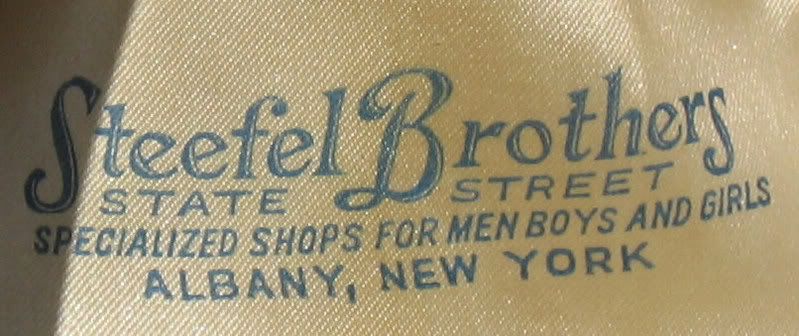 Steefel Brothers
STATE STREET
SPECIALIZED SHOPS FOR MEN BOYS AND GIRLS
ALBANY, NEW YORK